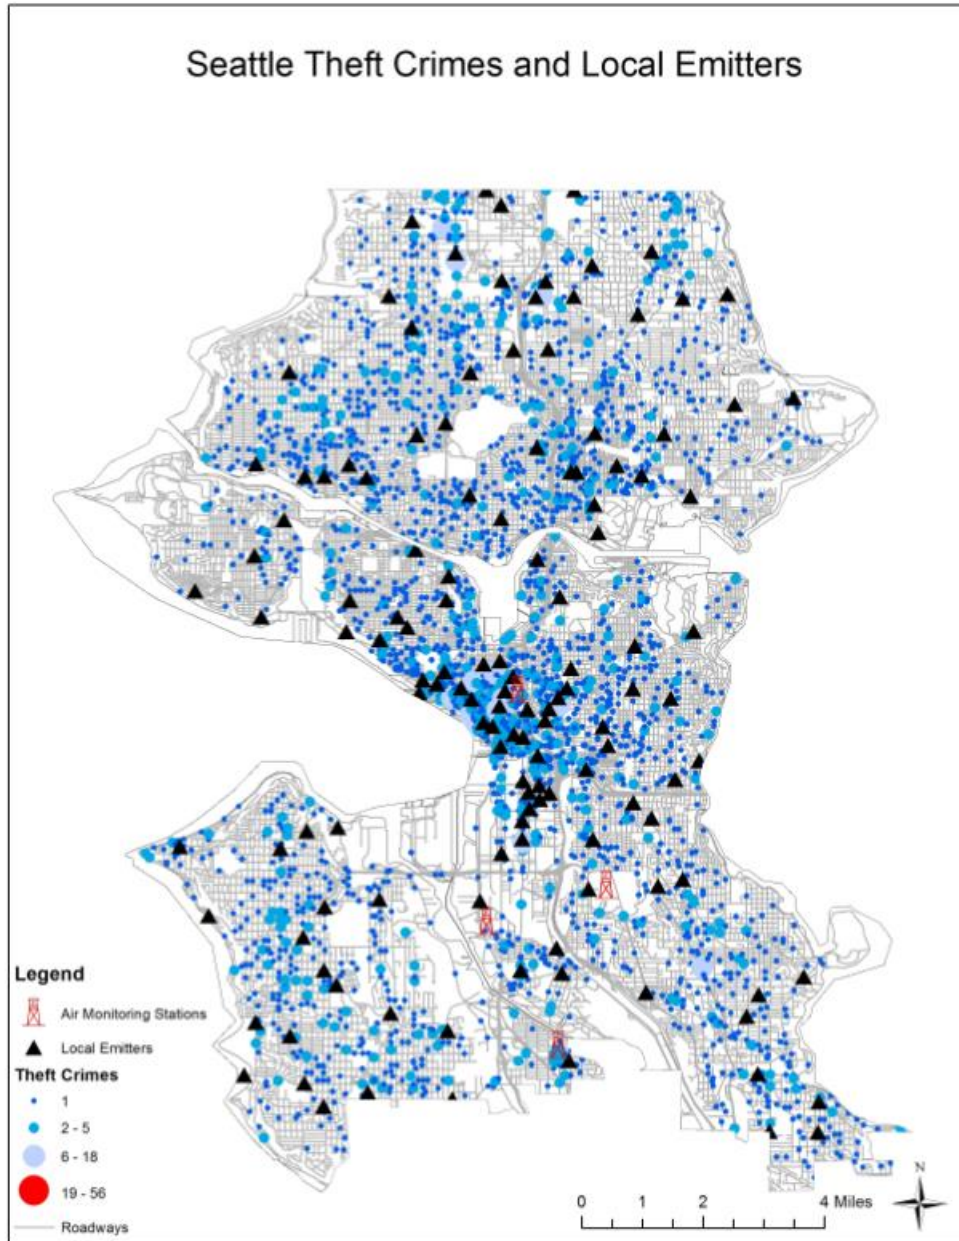 Seattle Theft Crimes and Local Emitters
Legend
Air Monitoring Stations
Local Emitters
Theft Crimes
1
2 - 5
6 - 18
19 - 56
Roadways
0 1 2 4 Miles
N